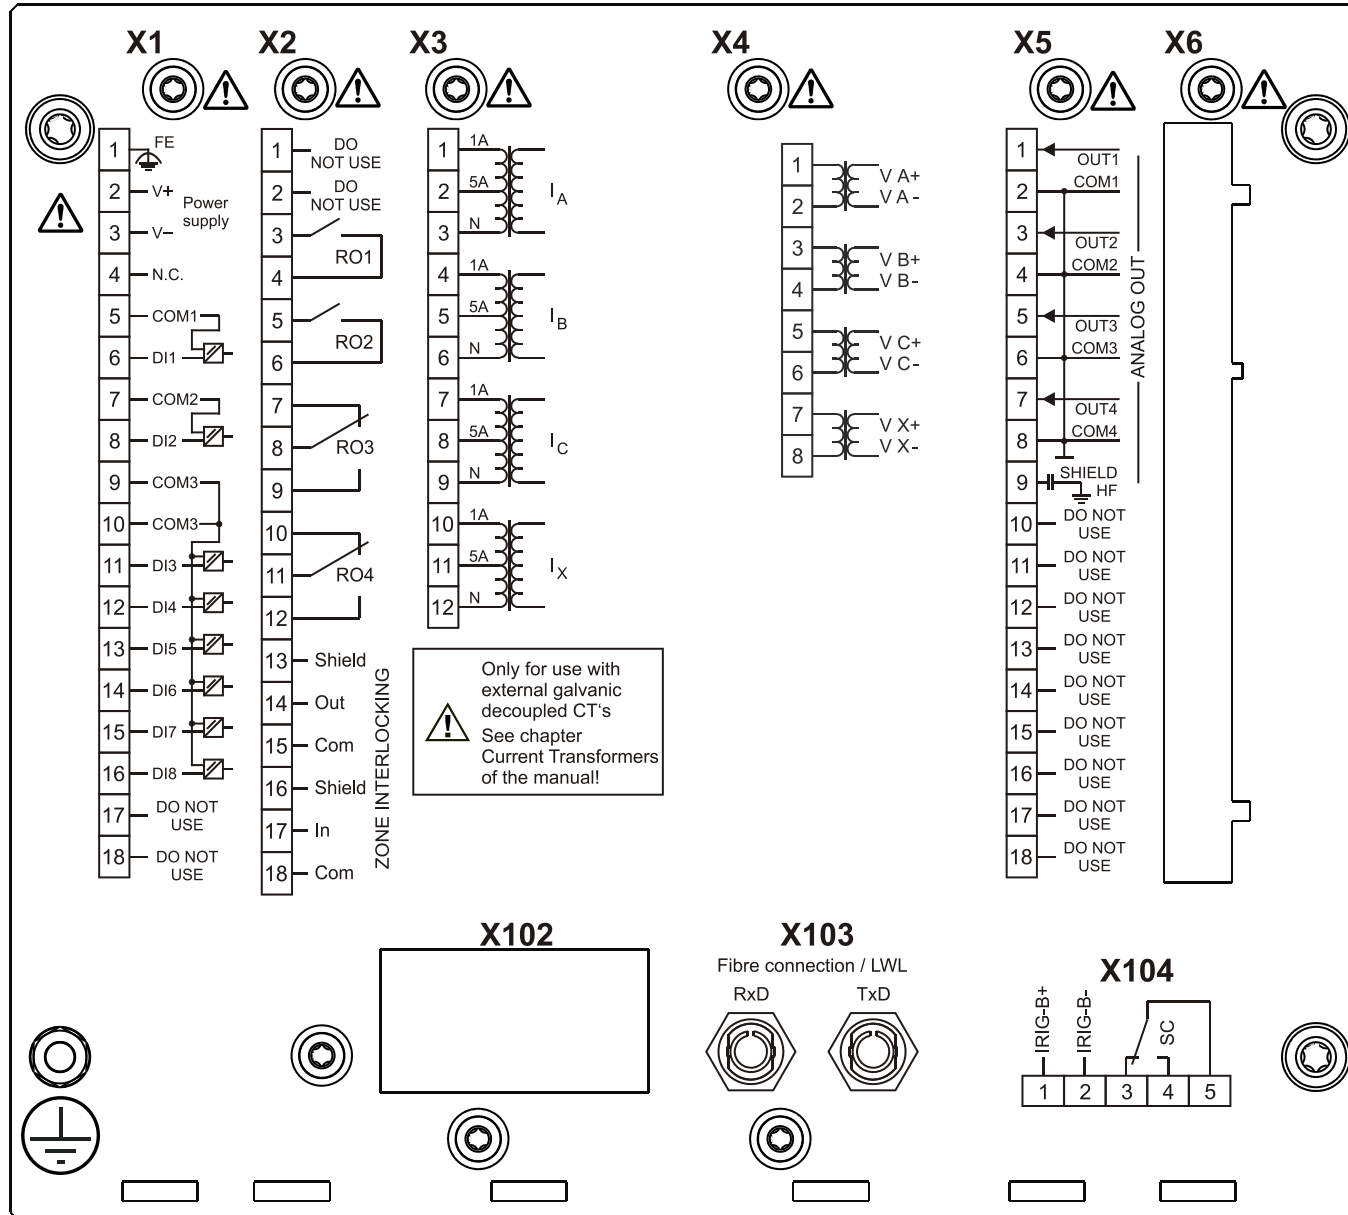 X1
X2
X3
X4
X5
X6
1
FE
2
V+
Power
supply
3
V–
4
N.C.
5
COM1
6
DI1
7
COM2
8
DI2
9
COM3
10
COM3
11
DI3
12
DI4
13
DI5
14
DI6
15
DI7
16
DI8
17
DO NOT
USE
18
DO NOT
USE
1
DO
NOT USE
2
DO
NOT USE
3
RO1
4
5
RO2
6
7
8
RO3
9
10
11
RO4
12
13
Shield
14
Out
15
Com
16
Shield
17
In
18
Com
ZONE INTERLOCKING
1
1A
2
5A
I A
3
N
4
1A
5
5A
I B
6
N
7
1A
8
5A
I C
9
N
10
1A
11
5A
I X
12
N
Only for use with
external galvanic
decoupled CT‘s
See chapter
Current Transformers
of the manual!
1
V A+
2
V A-
3
V B+
4
V B-
5
V C+
6
V C-
7
V X+
8
V X-
1
OUT1
2
COM1
3
OUT2
4
COM2
5
OUT3
6
COM3
7
OUT4
8
COM4
ANALOG OUT
9
SHIELD
HF
10
DO NOT
USE
11
DO NOT
USE
12
DO NOT
USE
13
DO NOT
USE
14
DO NOT
USE
15
DO NOT
USE
16
DO NOT
USE
17
DO NOT
USE
18
DO NOT
USE
X102
X103
Fibre connection / LWL
RxD
TxD
X104
IRIG-B+
IRIG-B-
SC
1
2
3
4
5